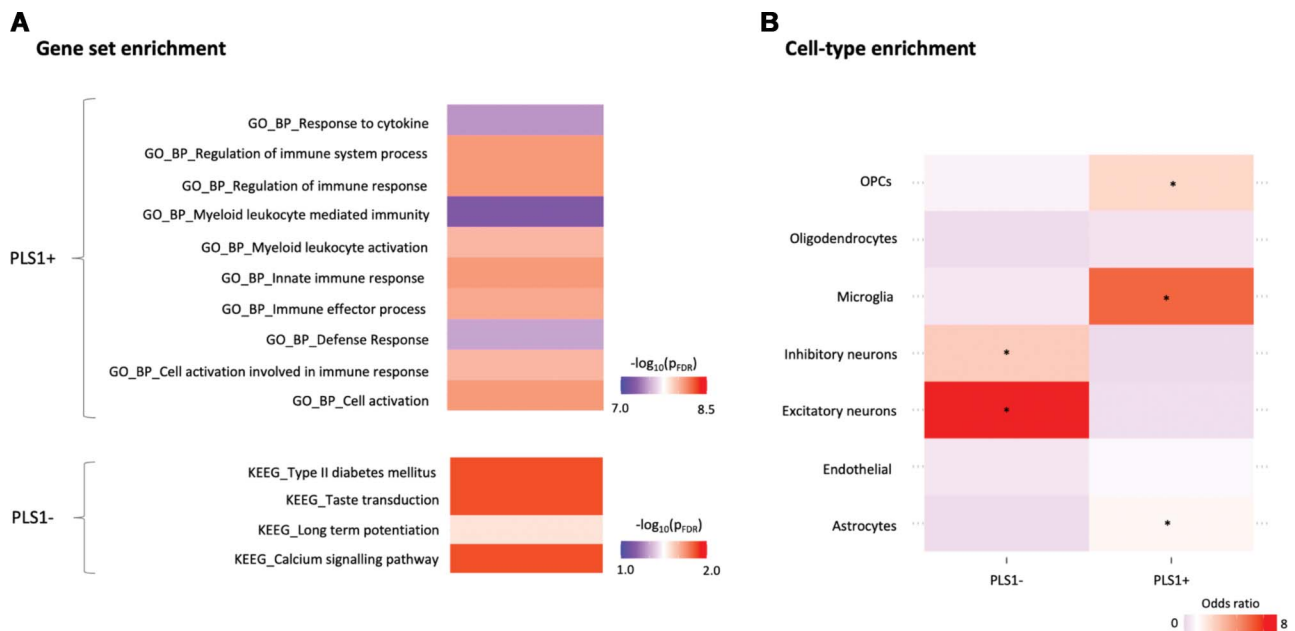 A
Gene set enrichment
PLS1+
GO_BP_Response to cytokine
GO_BP_Regulation of immune system process
GO_BP_Regulation of immune response
GO_BP_Myeloid leukocyte mediated immunity
GO_BP_Myeloid leukocyte activation
GO_BP_Innate immune response
GO_BP_Immune effector process
GO_BP_Defense Response
GO_BP_Cell activation involved in immune response
GO_BP_Cell activation
-log10(pFDR)
7.0 8.5
PLS1-
KEEG_Type II diabetes mellitus
KEEG_Taste transduction
KEEG_Long term potentiation
KEEG_Calcium signalling pathway
-log10(pFDR)
1.0 2.0
B
Cell-type enrichment
OPCs *
Oligodendrocytes
Microglia *
Inhibitory neurons *
Excitatory neurons *
Endothelial
Astrocytes *
PLS1- PLS1+
Odds ratio
0 8